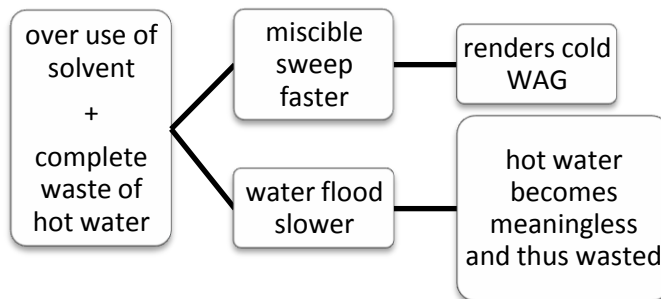 over use of
solvent
+
complete
waste of
hot water
miscible
sweep
faster
renders cold
WAG
water flood
slower
hot water
becomes
meaningless
and thus wasted